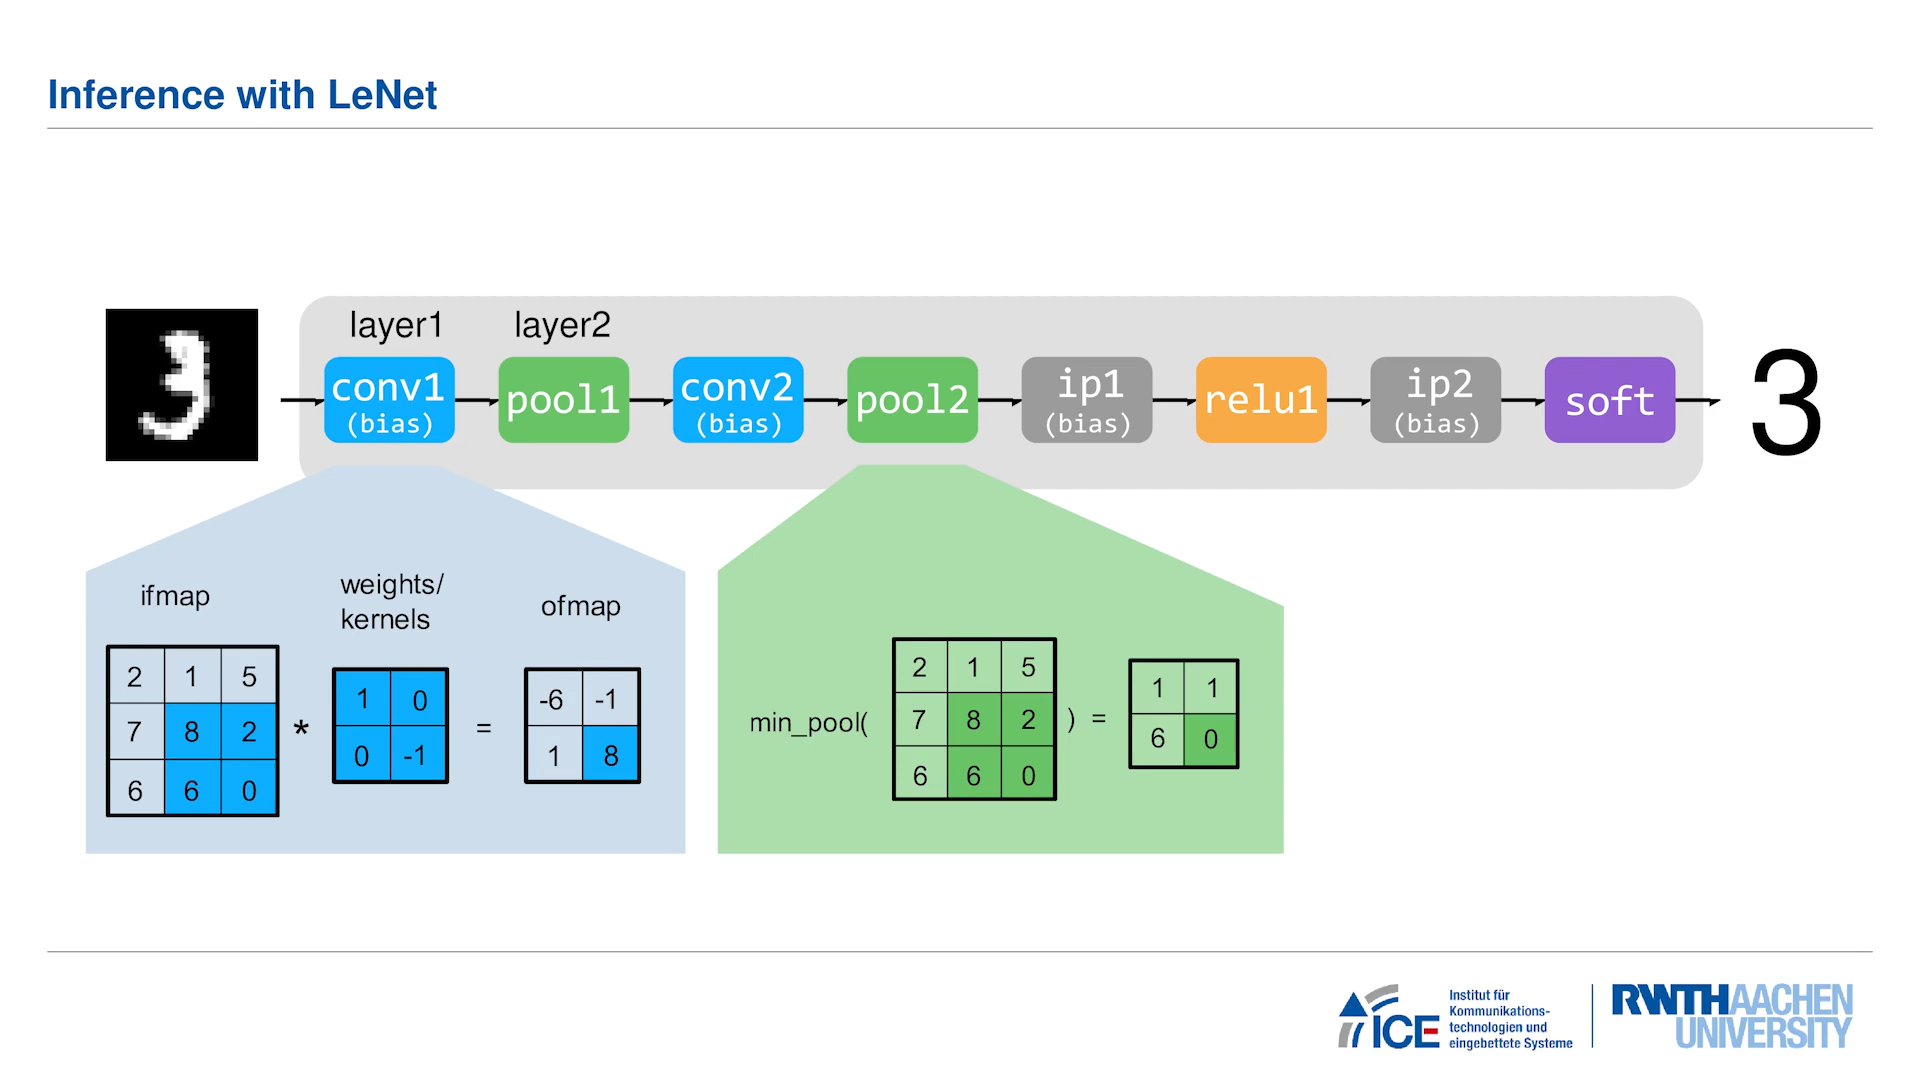 Inference with LeNet
layer1 layer2
conv1 (bias)
pool1
conv2 (bias)
pool2
ip1 (bias)
relu1
ip2 (bias)
soft
3
ifmap
weights/
kernels
ofmap
2 1 5
7 8 2
6 6 0
*
1 0
0 -1
=
-6 -1
1 8
min_pool(
2 1 5
7 8 2
6 6 0
) =
1 1
6 0
ICE
Institut für
Kommunikations-
technologien und
eingebettete Systeme
RWTH AACHEN
UNIVERSITY